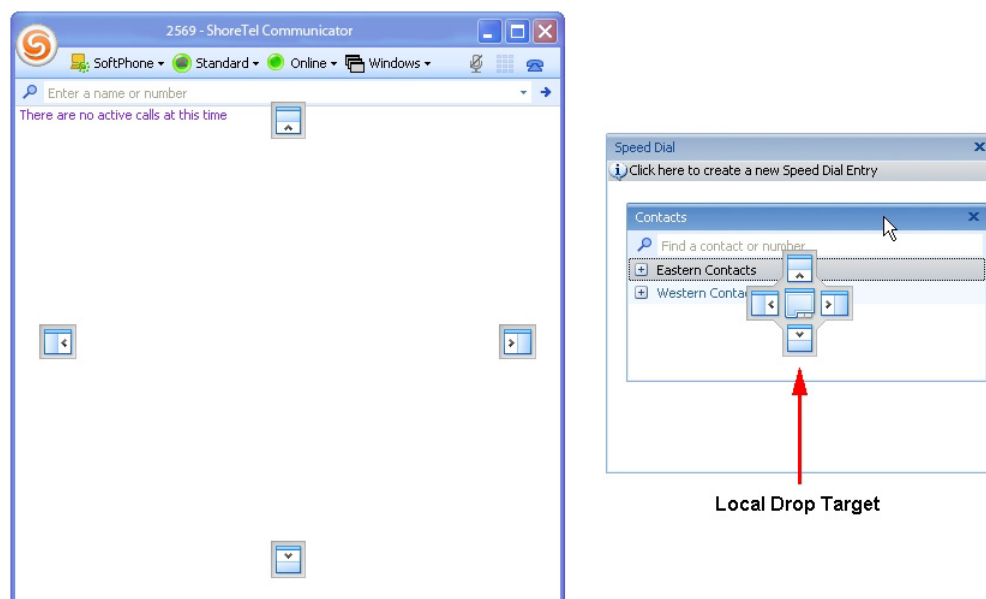 2569 - ShoreTel Communicator
SoftPhone Standard Online Windows
Enter a name or number
There are no active calls at this time
Speed Dial
Click here to create a new Speed Dial Entry
Contacts
Find a contact or number
Eastern Contacts
Western Conta
Local Drop Target